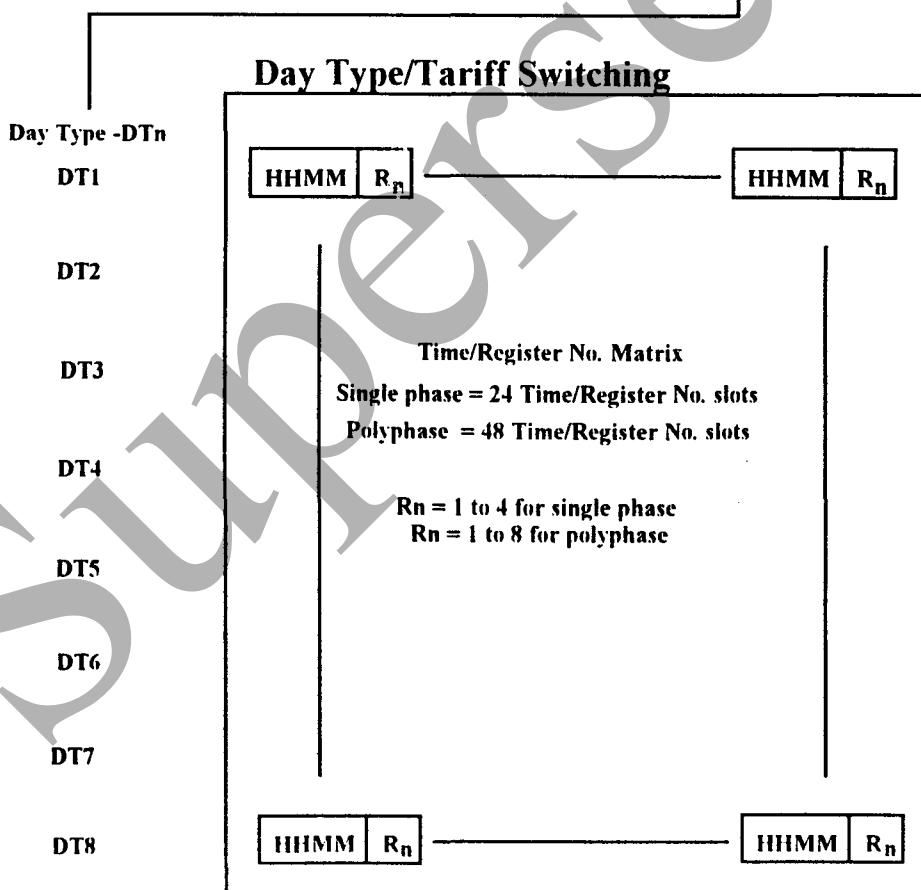 Day Type/Tariff Switching
Day Type -DTn
DT1
HHMM Rn HHMM Rn
DT2
DT3
Time/Register No. Matrix
Single phase = 24 Time/Register No. slots
Polyphase = 48 Time/Register No. slots
DT4
Rn = 1 to 4 for single phase
Rn = 1 to 8 for polyphase
DT5
DT6
DT7
DT8
HHMM Rn HHMM Rn
Superse